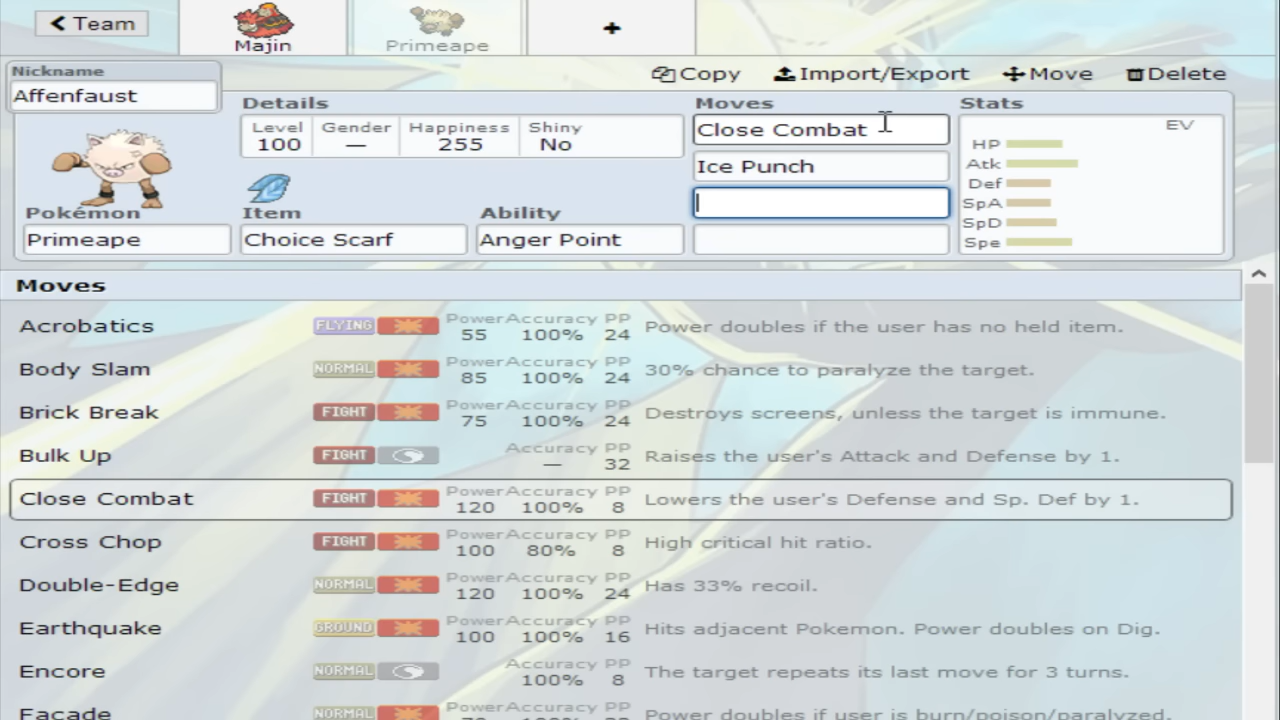 Team
Majin
Primeape
+
Nickname
Affenfaust
Copy
Import/Export
Move
Delete
Details
Level
100
Gender
—
Happiness
255
Shiny
No
Pokémon
Primeape
Item
Choice Scarf
Ability
Anger Point
Moves
Close Combat
Ice Punch
Stats
EV
HP
Atk
Def
SpA
SpD
Spe
Moves
Acrobatics FLYING Power 55 Accuracy 100% PP 24 Power doubles if the user has no held item.
Body Slam NORMAL Power 85 Accuracy 100% PP 24 30% chance to paralyze the target.
Brick Break FIGHT Power 75 Accuracy 100% PP 24 Destroys screens, unless the target is immune.
Bulk Up FIGHT Accuracy — PP 32 Raises the user's Attack and Defense by 1.
Close Combat FIGHT Power 120 Accuracy 100% PP 8 Lowers the user's Defense and Sp. Def by 1.
Cross Chop FIGHT Power 100 Accuracy 80% PP 8 High critical hit ratio.
Double-Edge NORMAL Power 120 Accuracy 100% PP 24 Has 33% recoil.
Earthquake GROUND Power 100 Accuracy 100% PP 16 Hits adjacent Pokemon. Power doubles on Dig.
Encore NORMAL Accuracy 100% PP 8 The target repeats its last move for 3 turns.
Facade NORMAL Power Accuracy PP Power doubles if user is burn/poison/paralyzed.